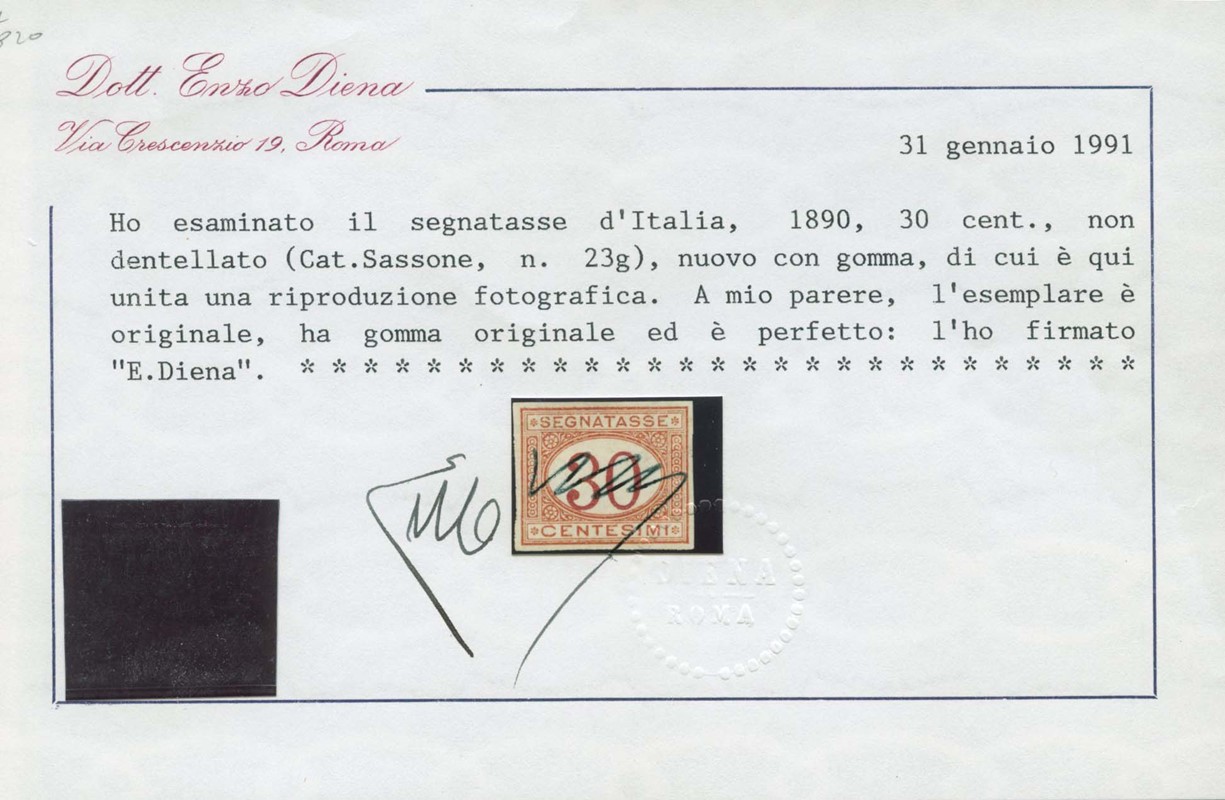 320
Dott. Enzo Diena
Via Crescenzio 19, Roma
31 gennaio 1991
Ho esaminato il segnatasse d'Italia, 1890, 30 cent., non
dentellato (Cat.Sassone, n. 23g), nuovo con gomma, di cui è qui
unita una riproduzione fotografica. A mio parere, l'esemplare è
originale, ha gomma originale ed è perfetto: l'ho firmato
"E.Diena". * * * * * * * * * * * * * * * * * * * * * * * * * * *
*SEGNATASSE*
30
*CENTESIMI*